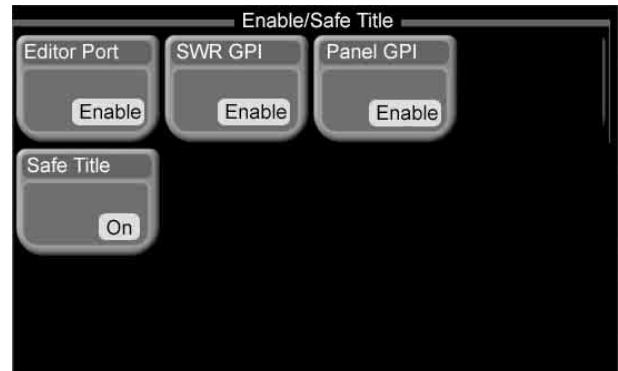 Enable/Safe Title
Editor Port SWR GPI Panel GPI
Enable Enable Enable
Safe Title
On